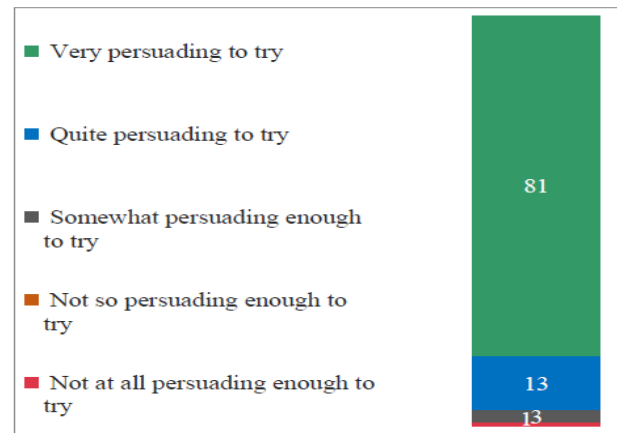 Very persuading to try
Quite persuading to try
Somewhat persuading enough
to try
Not so persuading enough to
try
Not at all persuading enough to
try
81
13
13